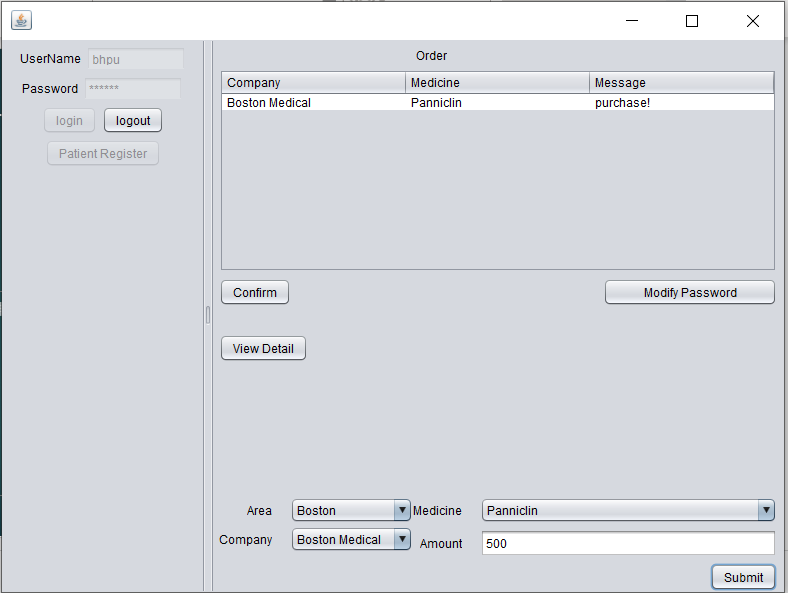 UserName bhpu
Password ******
login logout
Patient Register
Order
Company Medicine Message
Boston Medical Panniclin purchase!
Confirm Modify Password
View Detail
Area Boston Medicine Panniclin
Company Boston Medical Amount 500
Submit